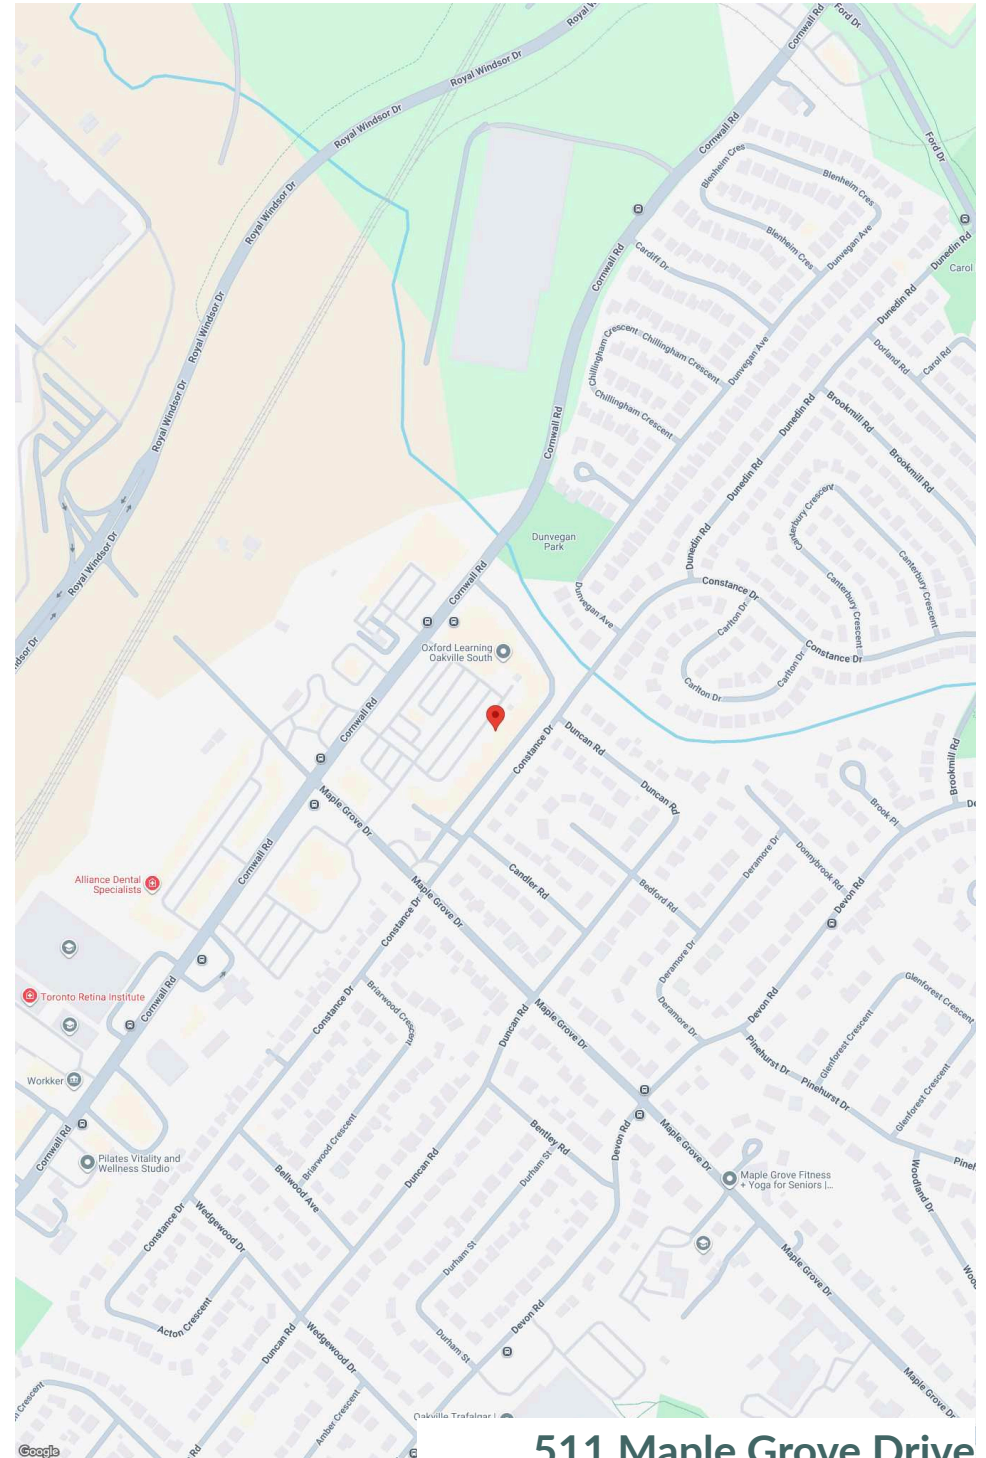 Royal W
Royal Windsor Dr
Royal Windsor Dr
Royal Windsor Dr
Royal Windsor Dr
Royal Windsor Dr
Royal Windsor Dr
dsor Dr
Cornwall Rd
Ford Dr
Ford Dr
Cornwall Rd
Blenheim Cres
Blenheim Cres
Blenheim Cres
Dunvegan Ave
Dunedin Rd
Carol
Cardiff Dr
Cornwall Rd
Dunedin Rd
Chillingham Crescent
Chillingham Crescent
Chillingham Crescent
Dunvegan Ave
Dorland Rd
Carol Rd
Cornwall Rd
Dunedin Rd
Brookmill Rd
Brookmill Rd
Dunedin Rd
Canterbury Crescent
Dunvegan
Park
Dunedin Rd
Cornwall Rd
Dunvegan Ave
Constance Dr
Canterbury Crescent
Canterbury Crescent
Carlton Dr
Constance Dr
Oxford Learning
Oakville South
Carlton Dr
Carlton Dr
Cornwall Rd
Constance Dr
Duncan Rd
Duncan Rd
Brookmill Rd
Brook Pl
De
Maple Grove Dr
Cornwall Rd
Alliance Dental
Specialists
Candler Rd
Bedford Rd
Deramore Dr
Donnybrook Rd
Devon Rd
Maple Grove Dr
Constance Dr
Deramore Dr
Deramore Dr
Glenforest Crescent
Glenforest Crescent
Toronto Retina Institute
Cornwall Rd
Constance Dr
Briarwood Crescent
Duncan Rd
Maple Grove Dr
Devon Rd
Pinehurst Dr
Pinehurst Dr
Glenforest Crescent
Workker
Cornwall Rd
Pilates Vitality and
Wellness Studio
Briarwood Crescent
Bellwood Ave
Duncan Rd
Bentley Rd
Durham St
Devon Rd
Maple Grove Dr
Maple Grove Fitness
+ Yoga for Seniors |...
Pineh
Woodland Dr
Woo
Constance Dr
Wedgewood Dr
Acton Crescent
Durham St
Devon Rd
Maple Grove Dr
Duncan Rd
Wedgewood Dr
Durham St
Maple Grove Dr
Crescent
Rd
Amber Crescent
Oakville Trafalgar |
Google
511 Maple Grove Drive